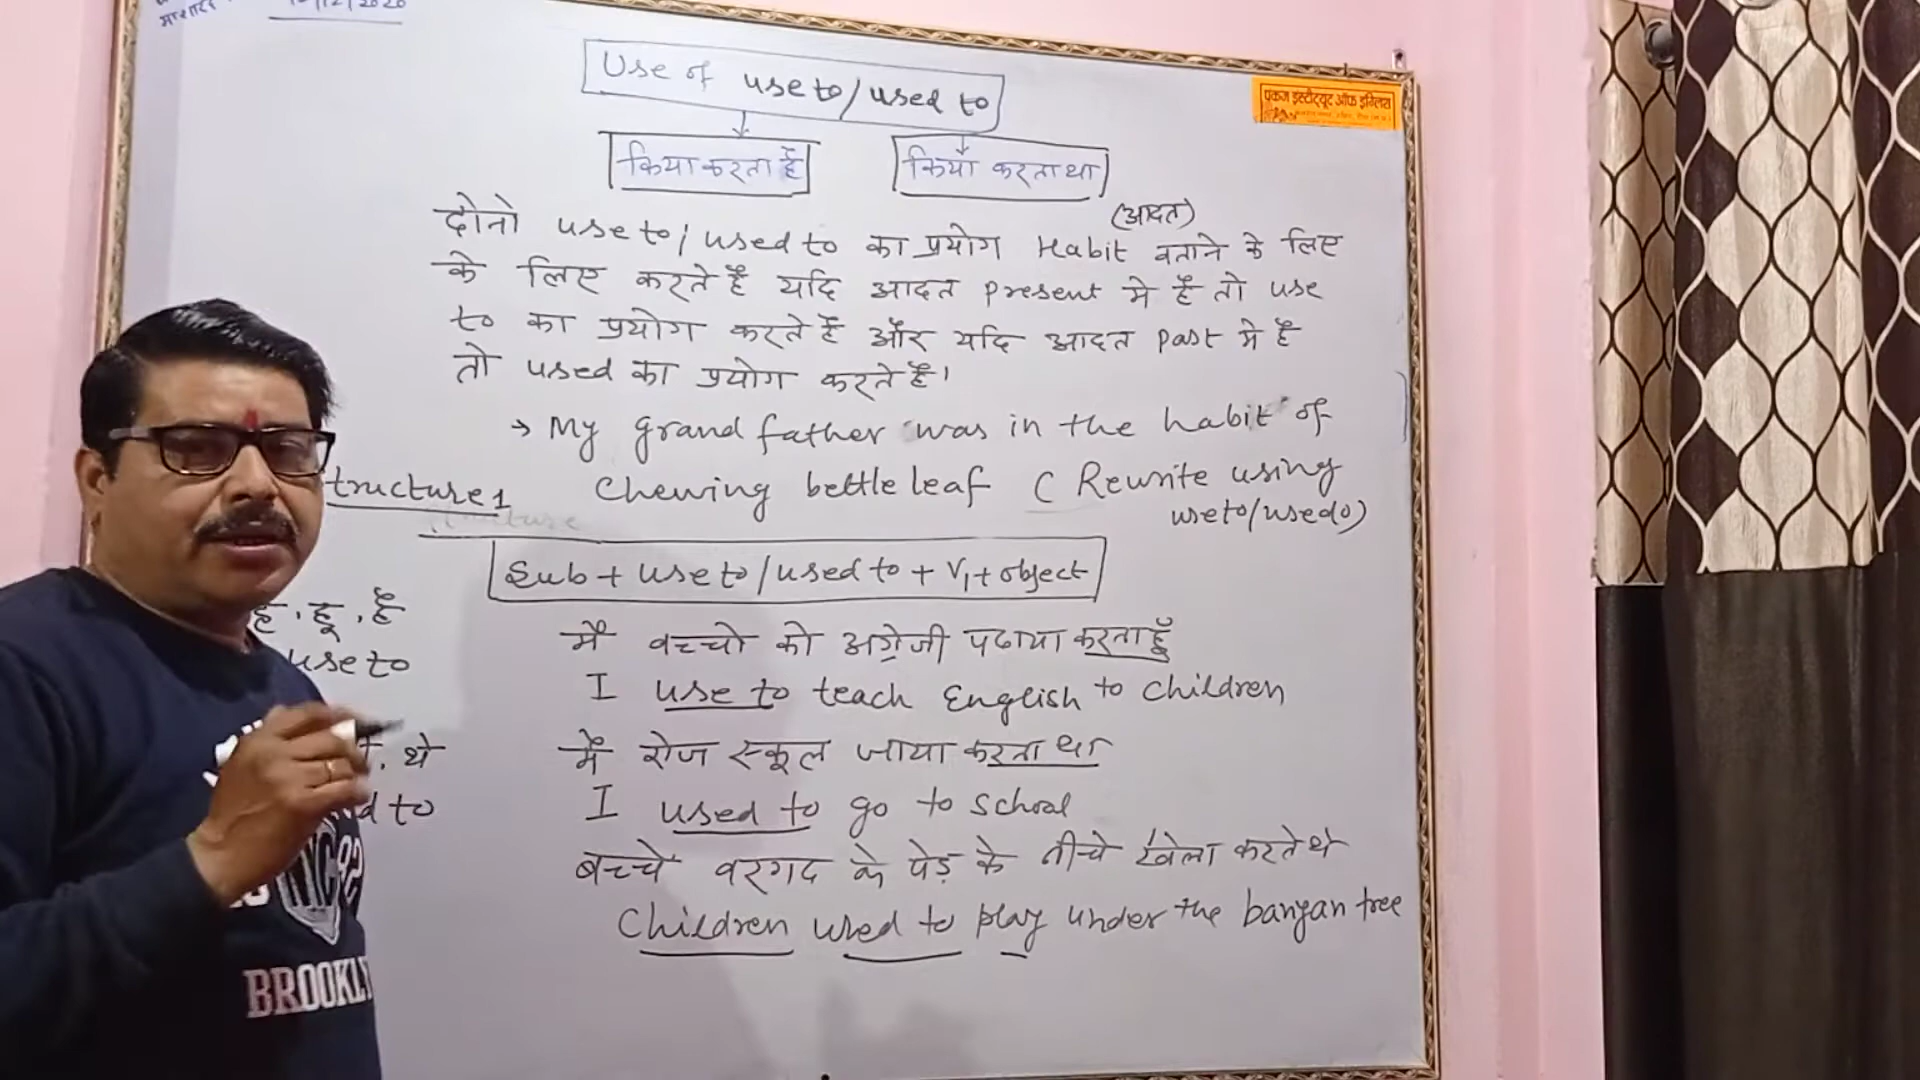 Use of use to/used to
पंकज इंस्टीट्यूट ऑफ इंग्लिश
किया करता है
किया करता था
(आदत)
दोनो use to/used to का प्रयोग Habit बताने के लिए
के लिए करते है यदि आदत present मे है तो use
to का प्रयोग करते है और यदि आदत past मे है
तो used का प्रयोग करते है।
→ My grand father was in the habit of
tructure 1 Chewing bettle leaf ( Rewrite using
use to/used o)
Sub + Use to/used to + V1 + object
है, हू, है
मै बच्चो को अंग्रेजी पढाया करता हूँ
use to
I use to teach English to children
थे
मै रोज स्कूल जाया करता था
d to
I used to go to school
बच्चे बरगद के पेड़ के नीचे खेला करते थे
Children used to play under the banyan tree
NYC
BROOKLY